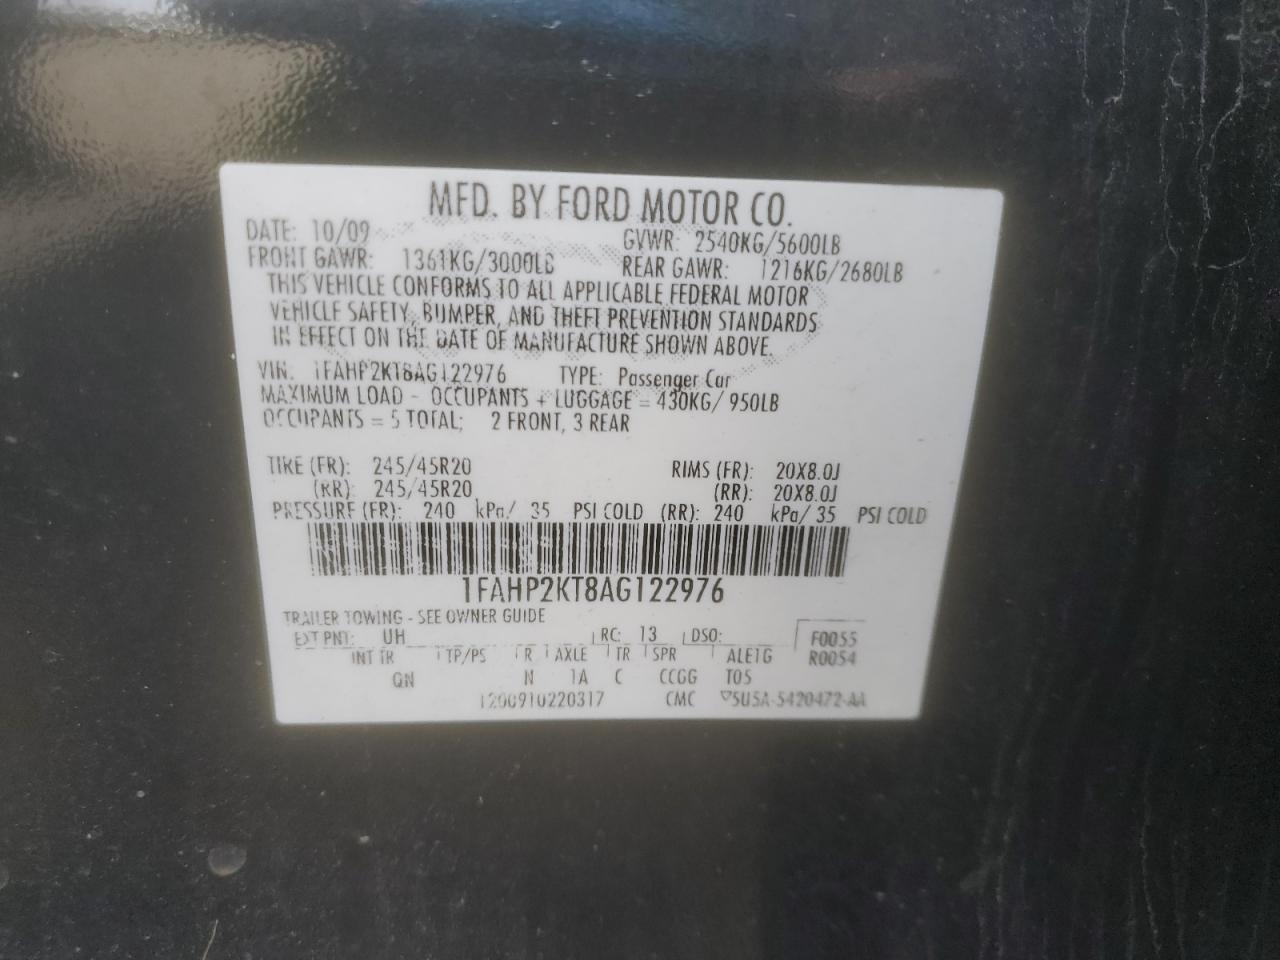 MFD. BY FORD MOTOR CO.
DATE: 10/09 GVWR: 2540KG/5600LB
FRONT GAWR: 1361KG/3000LB REAR GAWR: 1216KG/2680LB
THIS VEHICLE CONFORMS TO ALL APPLICABLE FEDERAL MOTOR
VEHICLE SAFETY, BUMPER, AND THEFT PREVENTION STANDARDS
IN EFFECT ON THE DATE OF MANUFACTURE SHOWN ABOVE.
VIN: 1FAHP2KT8AG122976 TYPE: Passenger Car
MAXIMUM LOAD - OCCUPANTS + LUGGAGE = 430KG/ 950LB
OCCUPANTS = 5 TOTAL; 2 FRONT, 3 REAR
TIRE (FR): 245/45R20 RIMS (FR): 20X8.0J
(RR): 245/45R20 (RR): 20X8.0J
PRESSURE (FR): 240 kPa/ 35 PSI COLD (RR): 240 kPa/ 35 PSI COLD
1FAHP2KT8AG122976
TRAILER TOWING - SEE OWNER GUIDE
EXT PNT: UH RC: 13 DSO: F0055
INT TR TP/PS R AXLE TR SPR ALE1G R0054
QN N 1A C CCGG T05
1200910220317 CMC ▽5U5A-5420472-AA